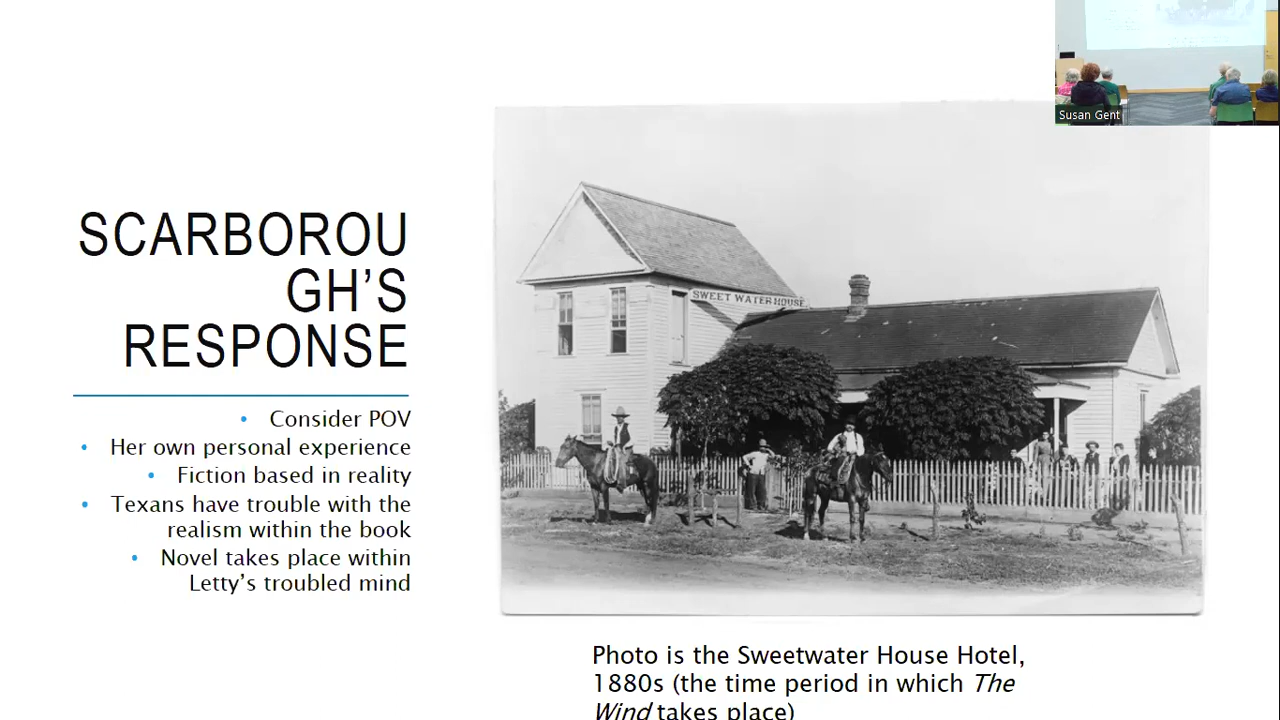 SCARBOROU
GH'S
RESPONSE
• Consider POV
• Her own personal experience
• Fiction based in reality
• Texans have trouble with the
realism within the book
• Novel takes place within
Letty's troubled mind
SWEET WATER HOUSE
Photo is the Sweetwater House Hotel,
1880s (the time period in which The
Wind takes place)
Susan Gent